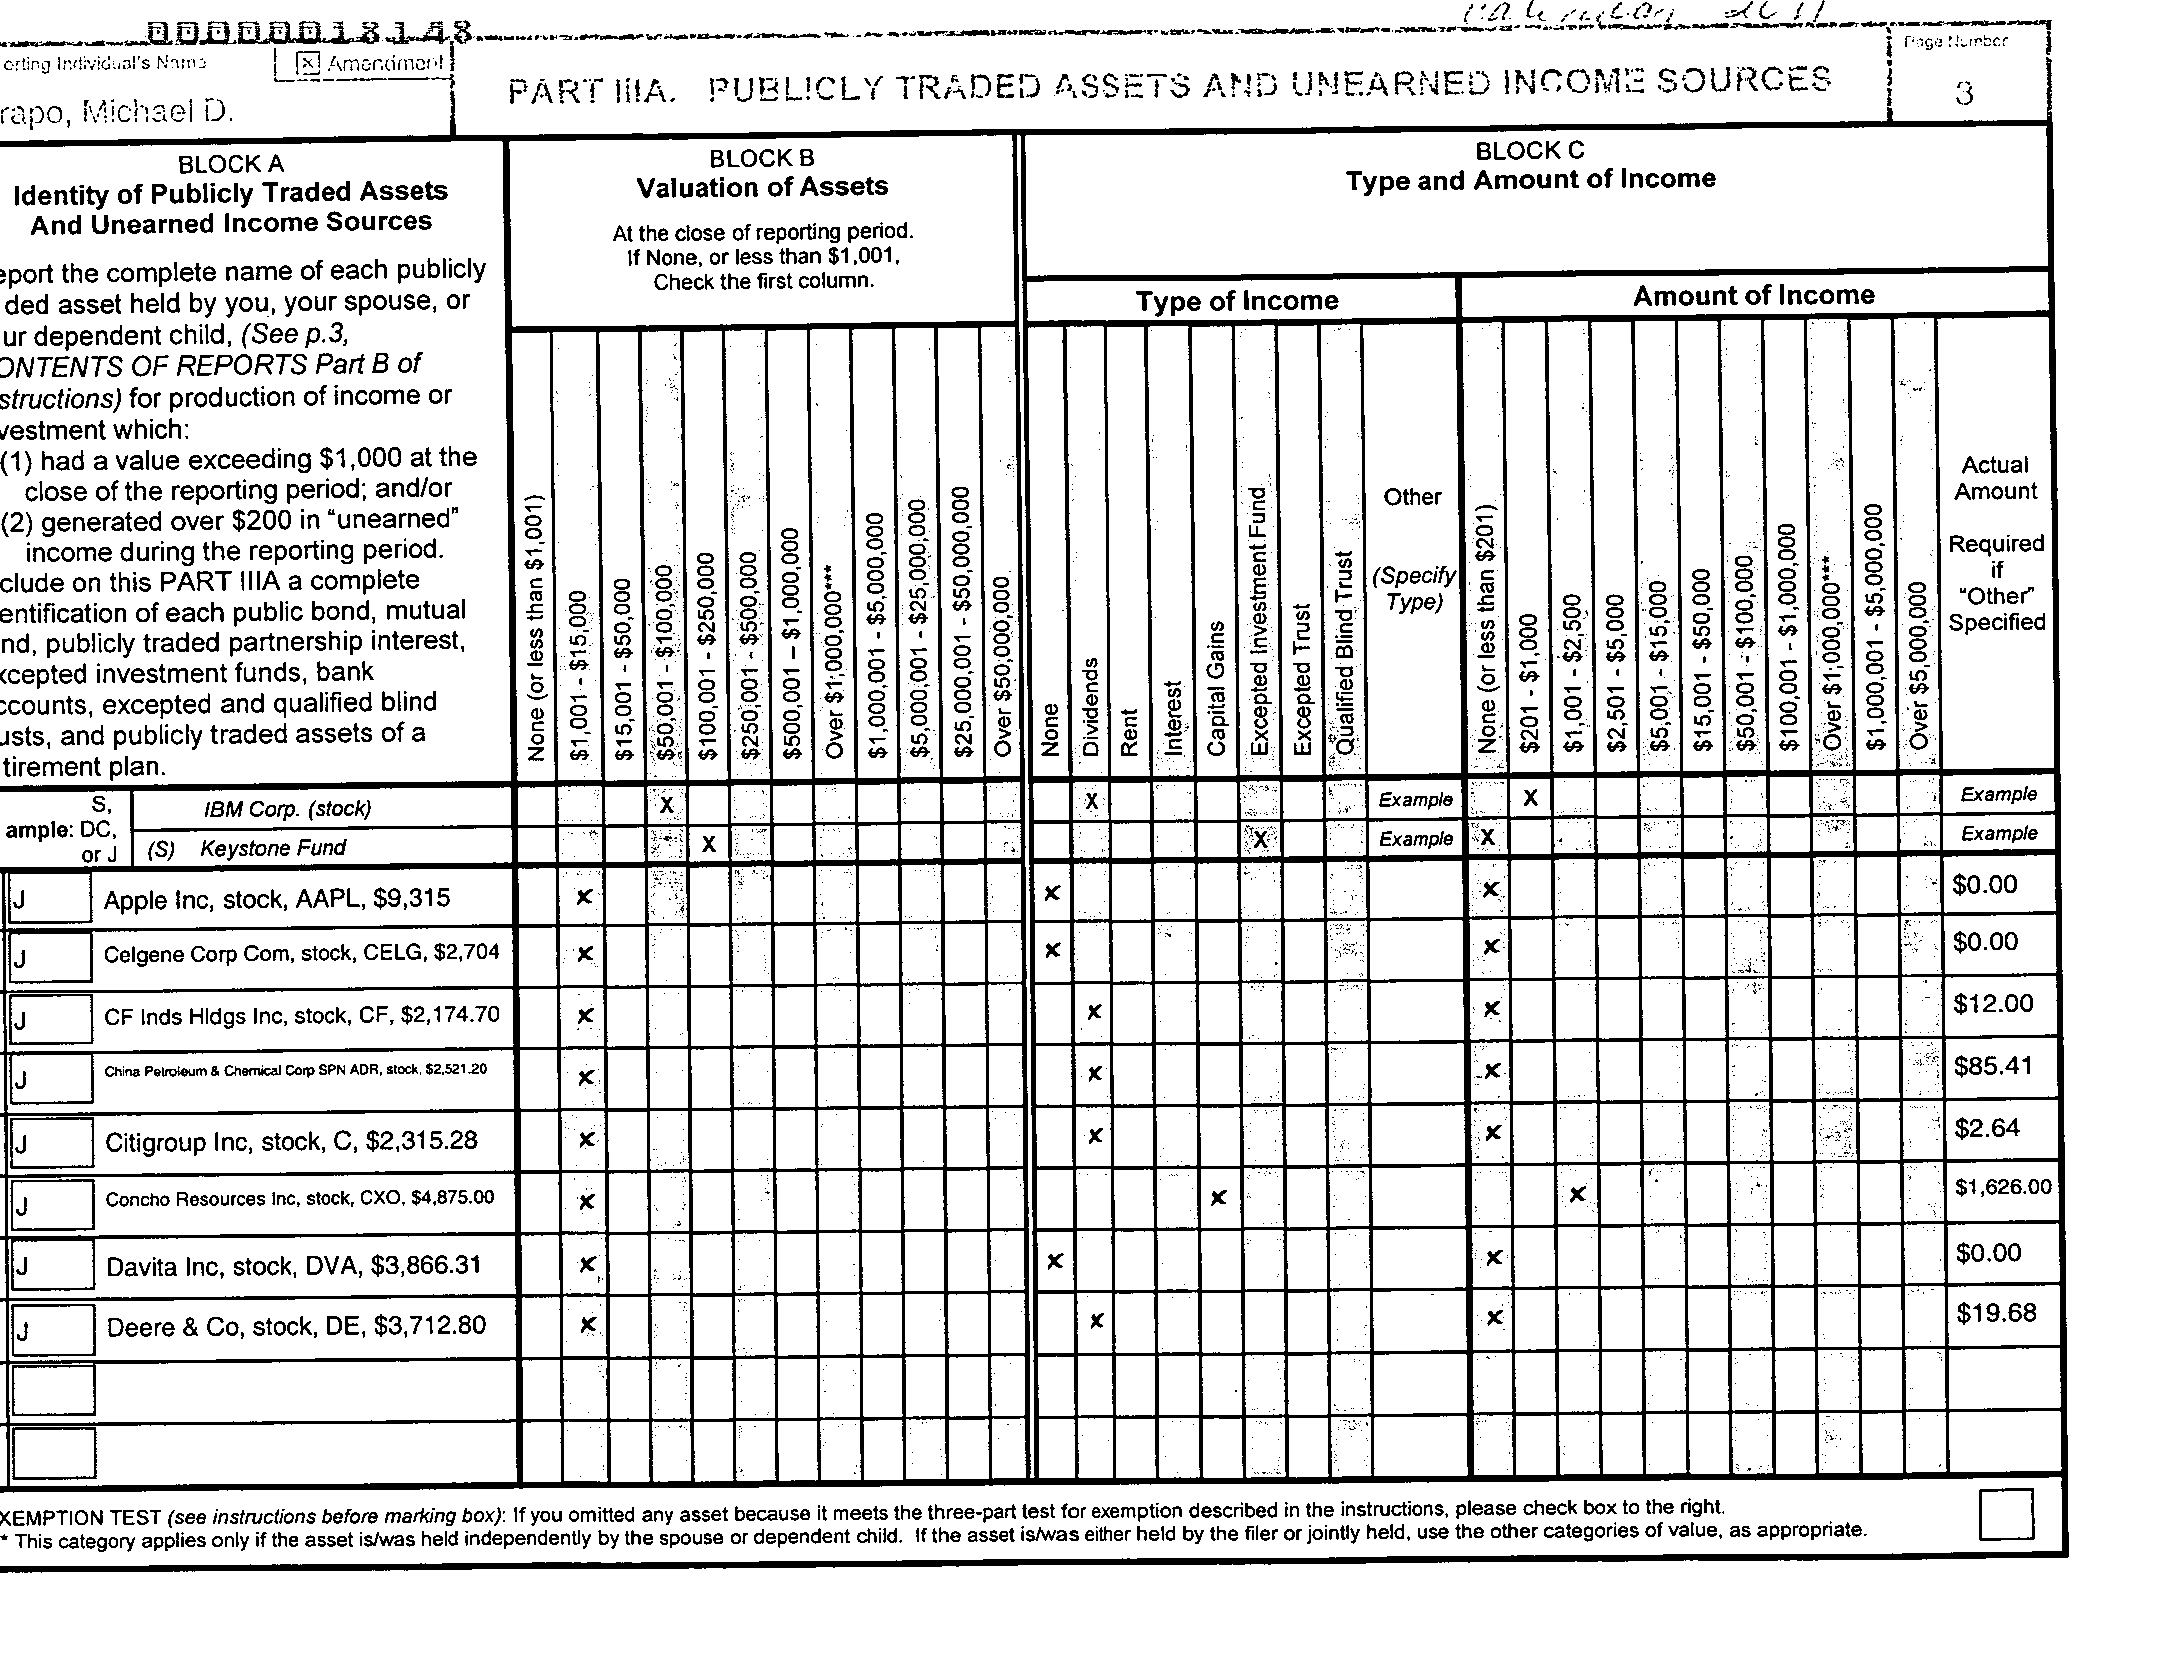 000000018148
Calendar 2011
erting Individual's Name
[x] Amendment
rapo, Michael D.
PART IIIA. PUBLICLY TRADED ASSETS AND UNEARNED INCOME SOURCES
Page Number
3
BLOCK A
Identity of Publicly Traded Assets
And Unearned Income Sources
eport the complete name of each publicly
ded asset held by you, your spouse, or
ur dependent child, (See p.3,
ONTENTS OF REPORTS Part B of
structions) for production of income or
vestment which:
(1) had a value exceeding $1,000 at the
close of the reporting period; and/or
(2) generated over $200 in "unearned"
income during the reporting period.
clude on this PART IIIA a complete
entification of each public bond, mutual
nd, publicly traded partnership interest,
xcepted investment funds, bank
ccounts, excepted and qualified blind
usts, and publicly traded assets of a
tirement plan.
BLOCK B
Valuation of Assets
At the close of reporting period.
If None, or less than $1,001,
Check the first column.
None (or less than $1,001)
$1,001 - $15,000
$15,001 - $50,000
$50,001 - $100,000
$100,001 - $250,000
$250,001 - $500,000
$500,001 – $1,000,000
Over $1,000,000***
$1,000,001 - $5,000,000
$5,000,001 - $25,000,000
$25,000,001 - $50,000,000
Over $50,000,000
BLOCK C
Type and Amount of Income
Type of Income
None
Dividends
Rent
Interest
Capital Gains
Excepted Investment Fund
Excepted Trust
Qualified Blind Trust
Other
(Specify
Type)
Amount of Income
None (or less than $201)
$201 - $1,000
$1,001 - $2,500
$2,501 - $5,000
$5,001 - $15,000
$15,001 - $50,000
$50,001 - $100,000
$100,001 - $1,000,000
Over $1,000,000***
$1,000,001 - $5,000,000
Over $5,000,000
Actual
Amount
Required
if
"Other"
Specified
S,
ample: DC,
or J
IBM Corp. (stock) X X Example X Example
(S) Keystone Fund X X Example X Example
J Apple Inc, stock, AAPL, $9,315 x x x $0.00
J Celgene Corp Com, stock, CELG, $2,704 x x x $0.00
J CF Inds Hldgs Inc, stock, CF, $2,174.70 x x x $12.00
J China Petroleum & Chemical Corp SPN ADR, stock, $2,521.20 x x x $85.41
J Citigroup Inc, stock, C, $2,315.28 x x x $2.64
J Concho Resources Inc, stock, CXO, $4,875.00 x x x $1,626.00
J Davita Inc, stock, DVA, $3,866.31 x x x $0.00
J Deere & Co, stock, DE, $3,712.80 x x x $19.68
XEMPTION TEST (see instructions before marking box): If you omitted any asset because it meets the three-part test for exemption described in the instructions, please check box to the right.
* This category applies only if the asset is/was held independently by the spouse or dependent child. If the asset is/was either held by the filer or jointly held, use the other categories of value, as appropriate.